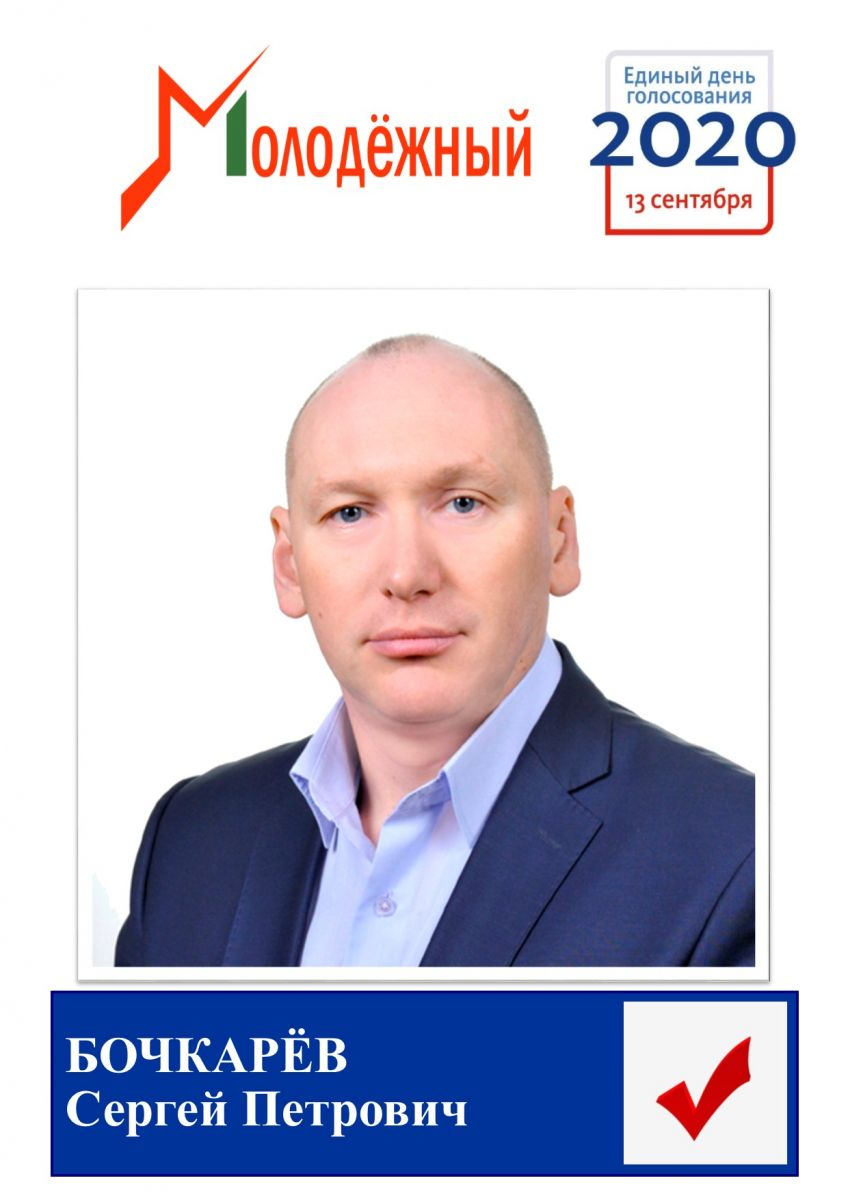 Молодёжный
Единый день
голосования
2020
13 сентября
БОЧКАРЁВ
Сергей Петрович